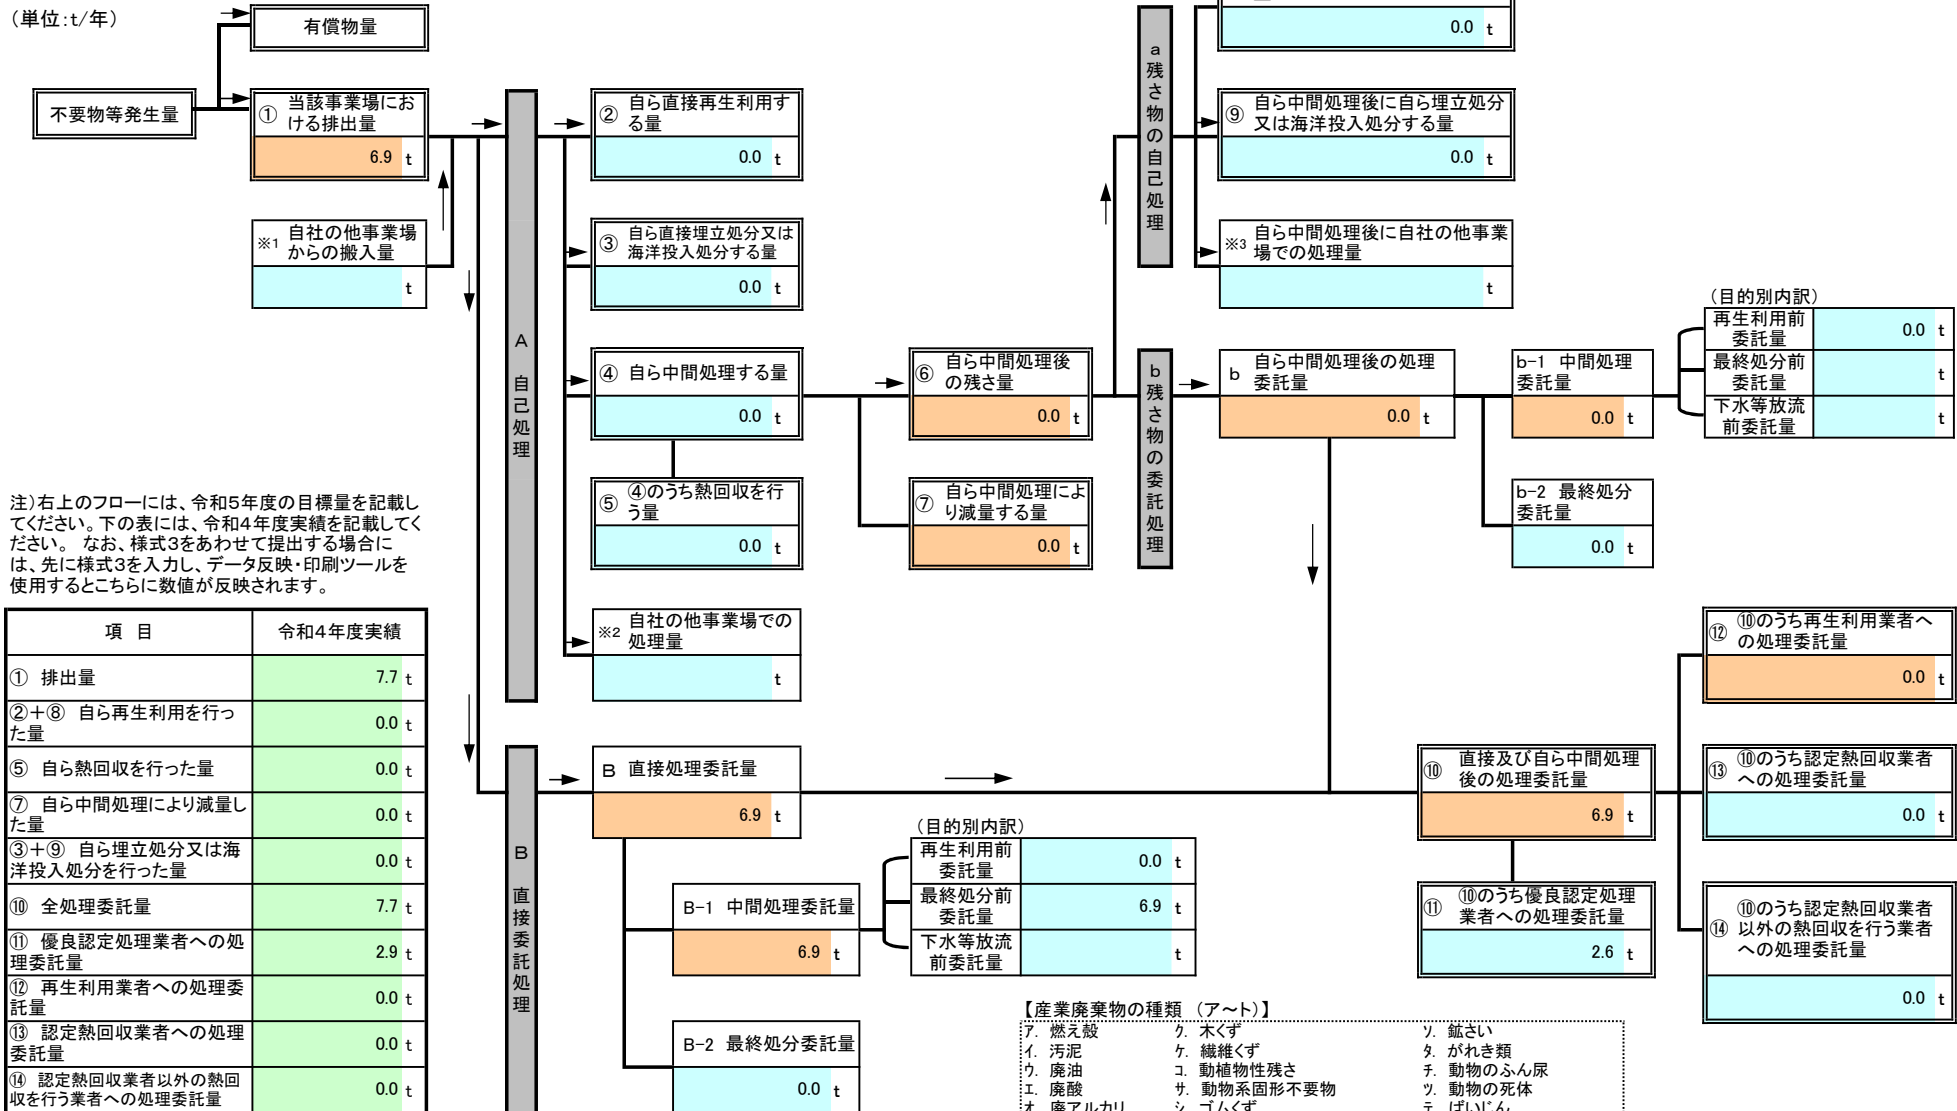 (単位:t/年)
有償物量
不要物等発生量
① 当該事業場にお
ける排出量
6.9 t
※1 自社の他事業場
からの搬入量
t
A 自己処理
② 自ら直接再生利用す
る量
0.0 t
③ 自ら直接埋立処分又は
海洋投入処分する量
0.0 t
④ 自ら中間処理する量
0.0 t
⑤ ④のうち熱回収を行
う量
0.0 t
※2 自社の他事業場での
処理量
t
⑥ 自ら中間処理後
の残さ量
0.0 t
⑦ 自ら中間処理によ
り減量する量
0.0 t
a 残さ物の自己処理
0.0 t
⑨ 自ら中間処理後に自ら埋立処分
又は海洋投入処分する量
0.0 t
※3 自ら中間処理後に自社の他事業
場での処理量
t
b 残さ物の委託処理
b 自ら中間処理後の処理
委託量
0.0 t
b-1 中間処理
委託量
0.0 t
(目的別内訳)
再生利用前
委託量
0.0 t
最終処分前
委託量
t
下水等放流
前委託量
t
b-2 最終処分
委託量
0.0 t
注)右上のフローには、令和5年度の目標量を記載し
てください。下の表には、令和4年度実績を記載してく
ださい。 なお、様式3をあわせて提出する場合に
は、先に様式3を入力し、データ反映・印刷ツールを
使用するとこちらに数値が反映されます。
項 目 令和4年度実績
① 排出量 7.7 t
②+⑧ 自ら再生利用を行っ
た量 0.0 t
⑤ 自ら熱回収を行った量 0.0 t
⑦ 自ら中間処理により減量し
た量 0.0 t
③+⑨ 自ら埋立処分又は海
洋投入処分を行った量 0.0 t
⑩ 全処理委託量 7.7 t
⑪ 優良認定処理業者への処
理委託量 2.9 t
⑫ 再生利用業者への処理委
託量 0.0 t
⑬ 認定熱回収業者への処理
委託量 0.0 t
⑭ 認定熱回収業者以外の熱回
収を行う業者への処理委託量 0.0 t
B 直接委託処理
B 直接処理委託量
6.9 t
B-1 中間処理委託量
6.9 t
(目的別内訳)
再生利用前
委託量
0.0 t
最終処分前
委託量
6.9 t
下水等放流
前委託量
t
B-2 最終処分委託量
0.0 t
⑩ 直接及び自ら中間処理
後の処理委託量
6.9 t
⑪ ⑩のうち優良認定処理
業者への処理委託量
2.6 t
⑫ ⑩のうち再生利用業者へ
の処理委託量
0.0 t
⑬ ⑩のうち認定熱回収業者
への処理委託量
0.0 t
⑭ ⑩のうち認定熱回収業者
以外の熱回収を行う業者
への処理委託量
0.0 t
【産業廃棄物の種類 (ア~ト)】
ア. 燃え殻 ク. 木くず ソ. 鉱さい
イ. 汚泥 ケ. 繊維くず タ. がれき類
ウ. 廃油 コ. 動植物性残さ チ. 動物のふん尿
エ. 廃酸 サ. 動物系固形不要物 ツ. 動物の死体
オ. 廃アルカリ シ. ゴムくず テ. ばいじん